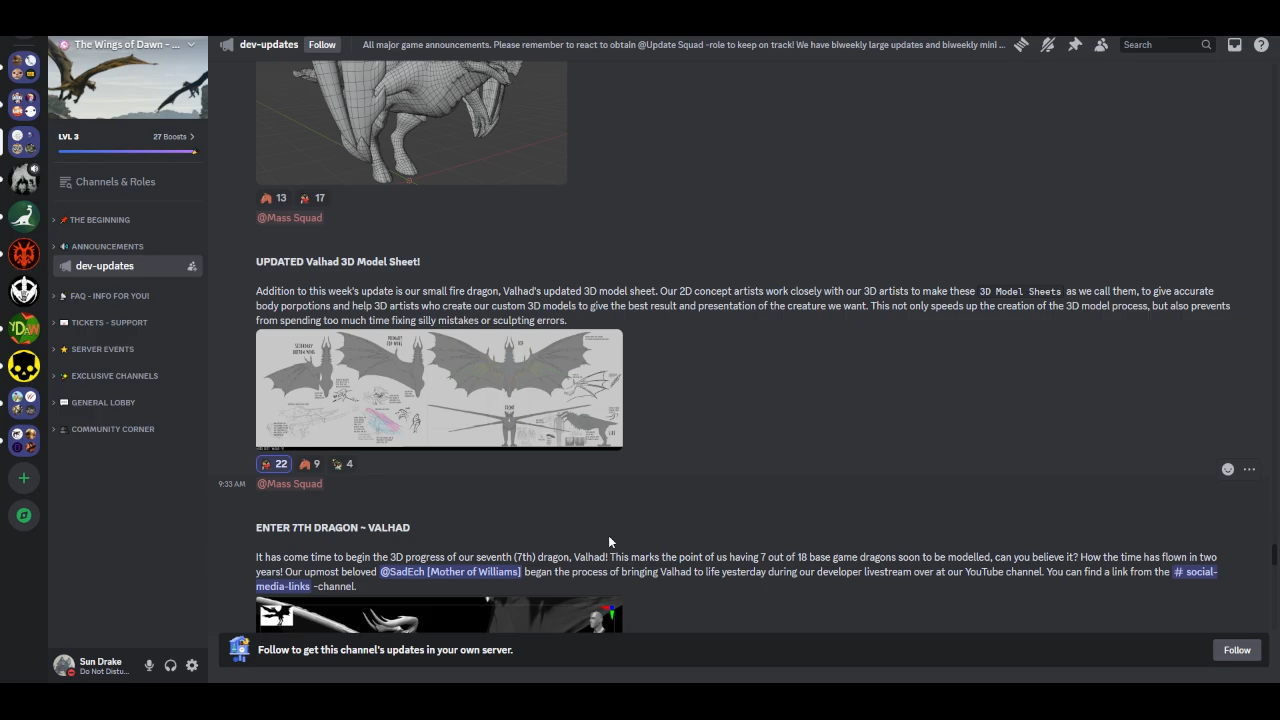 The Wings of Dawn - ...
dev-updates
Follow
All major game announcements. Please remember to react to obtain @Update Squad -role to keep on track! We have biweekly large updates and biweekly mini ...
Search
LVL 3
27 Boosts
Channels & Roles
THE BEGINNING
ANNOUNCEMENTS
dev-updates
FAQ - INFO FOR YOU!
TICKETS - SUPPORT
SERVER EVENTS
EXCLUSIVE CHANNELS
GENERAL LOBBY
COMMUNITY CORNER
13
17
@Mass Squad
UPDATED Valhad 3D Model Sheet!
Addition to this week's update is our small fire dragon, Valhad's updated 3D model sheet. Our 2D concept artists work closely with our 3D artists to make these 3D Model Sheets as we call them, to give accurate
body porpotions and help 3D artists who create our custom 3D models to give the best result and presentation of the creature we want. This not only speeds up the creation of the 3D model process, but also prevents
from spending too much time fixing silly mistakes or sculpting errors.
FRONT
22
9
4
9:33 AM
@Mass Squad
ENTER 7TH DRAGON ~ VALHAD
It has come time to begin the 3D progress of our seventh (7th) dragon, Valhad! This marks the point of us having 7 out of 18 base game dragons soon to be modelled, can you believe it? How the time has flown in two
years! Our upmost beloved @SadEch [Mother of Williams] began the process of bringing Valhad to life yesterday during our developer livestream over at our YouTube channel. You can find a link from the # social-
media-links -channel.
Follow to get this channel's updates in your own server.
Follow
Sun Drake
Do Not Distu...